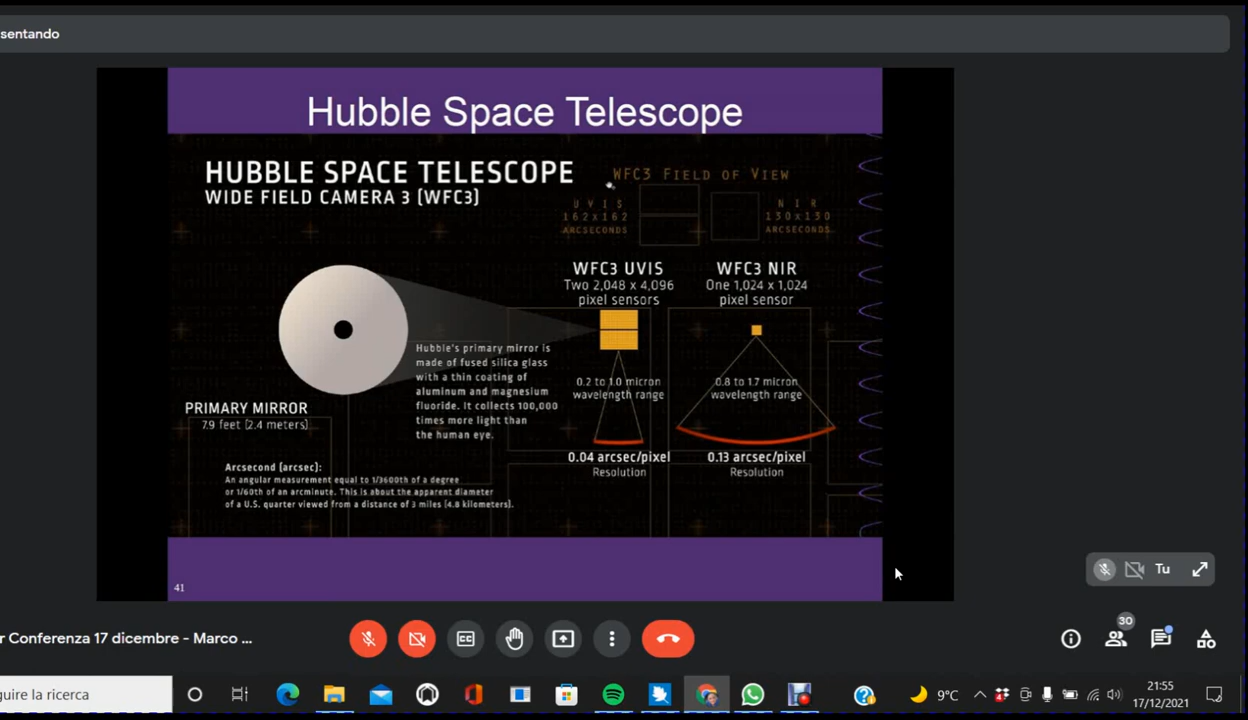 sentando
Hubble Space Telescope
HUBBLE SPACE TELESCOPE
WIDE FIELD CAMERA 3 (WFC3)
WFC3 FIELD OF VIEW
UVIS
162x162
ARCSECONDS
NIR
130x130
ARCSECONDS
WFC3 UVIS
Two 2,048 x 4,096
pixel sensors
WFC3 NIR
One 1,024 x 1,024
pixel sensor
Hubble's primary mirror is
made of fused silica glass
with a thin coating of
aluminum and magnesium
fluoride. It collects 100,000
times more light than
the human eye.
0.2 to 1.0 micron
wavelength range
0.8 to 1.7 micron
wavelength range
PRIMARY MIRROR
7.9 feet (2.4 meters)
0.04 arcsec/pixel
Resolution
0.13 arcsec/pixel
Resolution
Arcsecond (arcsec):
An angular measurement equal to 1/3600th of a degree
or 1/60th of an arcminute. This is about the apparent diameter
of a U.S. quarter viewed from a distance of 3 miles (4.8 kilometers).
41
Tu
r Conferenza 17 dicembre - Marco ...
CC
30
guire la ricerca
9°C
21:55
17/12/2021